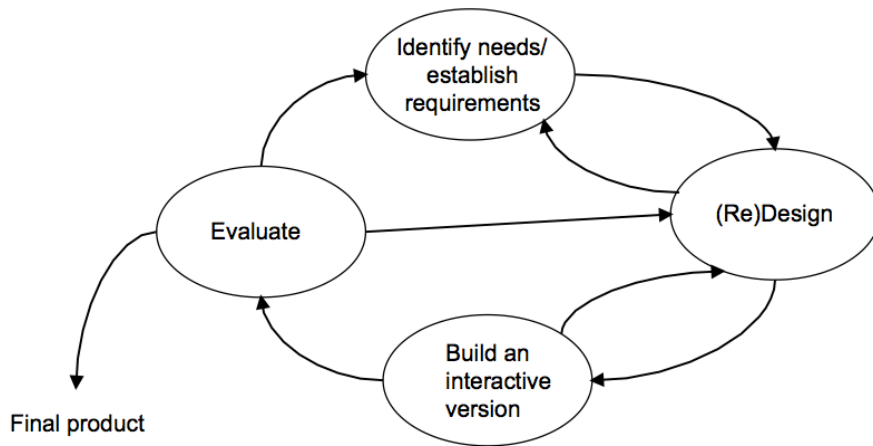 Identify needs/
establish
requirements
(Re)Design
Evaluate
Build an
interactive
version
Final product